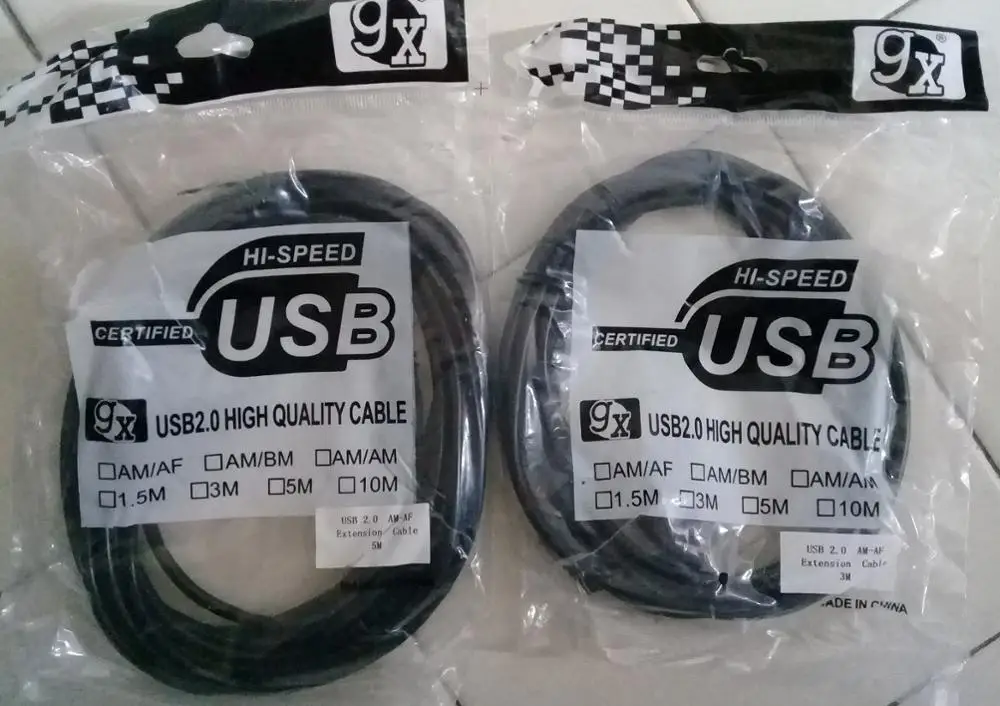 gx
HI-SPEED
CERTIFIED USB
gx USB2.0 HIGH QUALITY CABLE
☐AM/AF ☐AM/BM ☐AM/AM
☐1.5M ☐3M ☐5M ☐10M
USB 2.0 AM-AF
Extension Cable
5M
gx®
HI-SPEED
CERTIFIED USB
gx USB2.0 HIGH QUALITY CABLE
☐AM/AF ☐AM/BM ☐AM/AM
☐1.5M ☐3M ☐5M ☐10M
USB 2.0 AM-AF
Extension Cable
3M
MADE IN CHINA